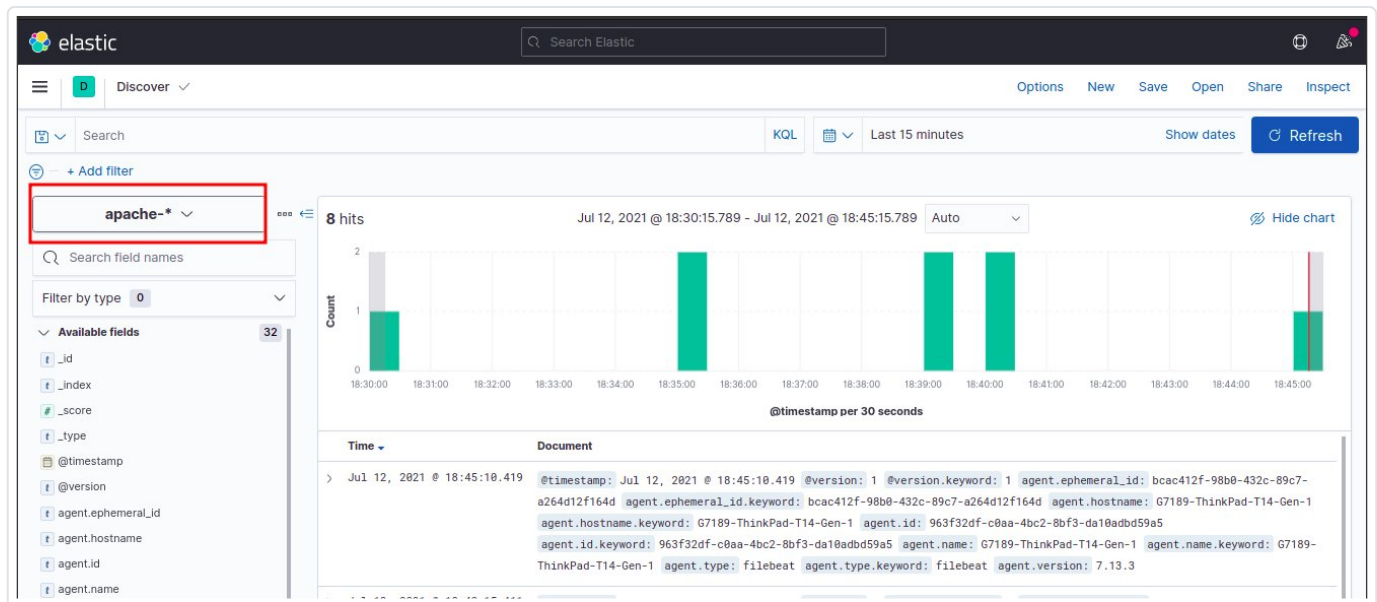 elastic
Search Elastic
D
Discover
Options New Save Open Share Inspect
Search
KQL
Last 15 minutes
Show dates
Refresh
+ Add filter
apache-*
8 hits
Jul 12, 2021 @ 18:30:15.789 - Jul 12, 2021 @ 18:45:15.789
Auto
Hide chart
Search field names
Filter by type 0
Available fields 32
t _id
t _index
# _score
t _type
@timestamp
t @version
t agent.ephemeral_id
t agent.hostname
t agent.id
t agent.name
2
1
0
Count
18:30:00 18:31:00 18:32:00 18:33:00 18:34:00 18:35:00 18:36:00 18:37:00 18:38:00 18:39:00 18:40:00 18:41:00 18:42:00 18:43:00 18:44:00 18:45:00
@timestamp per 30 seconds
Time Document
Jul 12, 2021 @ 18:45:10.419 @timestamp: Jul 12, 2021 @ 18:45:10.419 @version: 1 @version.keyword: 1 agent.ephemeral_id: bcac412f-98b0-432c-89c7-
a264d12f164d agent.ephemeral_id.keyword: bcac412f-98b0-432c-89c7-a264d12f164d agent.hostname: G7189-ThinkPad-T14-Gen-1
agent.hostname.keyword: G7189-ThinkPad-T14-Gen-1 agent.id: 963f32df-c0aa-4bc2-8bf3-da10adbd59a5
agent.id.keyword: 963f32df-c0aa-4bc2-8bf3-da10adbd59a5 agent.name: G7189-ThinkPad-T14-Gen-1 agent.name.keyword: G7189-
ThinkPad-T14-Gen-1 agent.type: filebeat agent.type.keyword: filebeat agent.version: 7.13.3